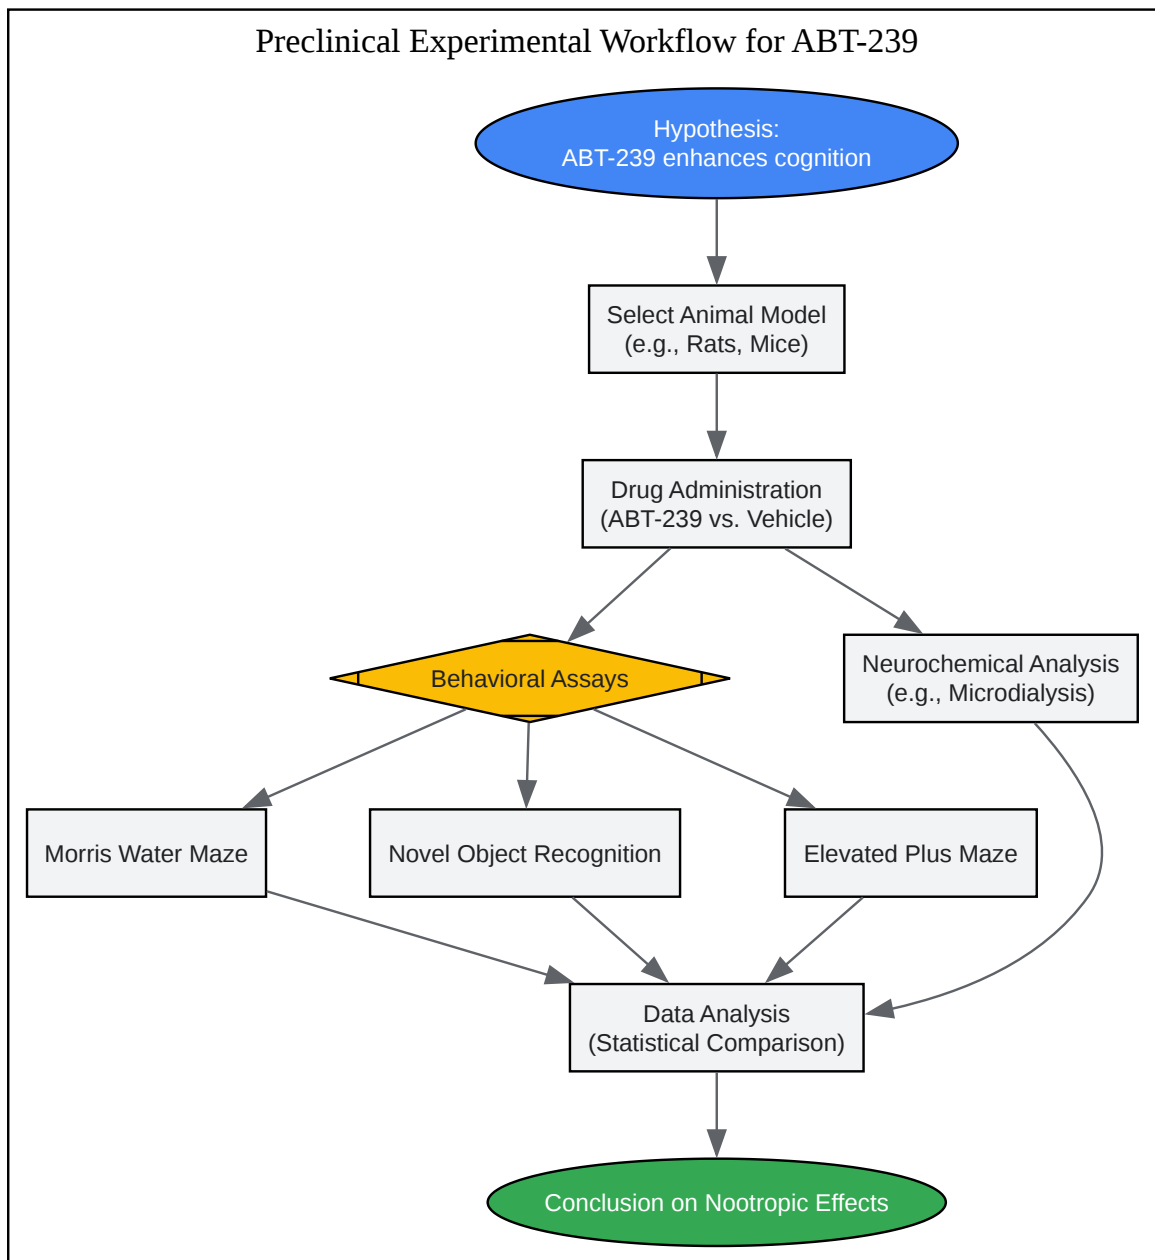 Preclinical Experimental Workflow for ABT-239
Hypothesis:
ABT-239 enhances cognition
Select Animal Model
(e.g., Rats, Mice)
Drug Administration
(ABT-239 vs. Vehicle)
Behavioral Assays
Neurochemical Analysis
(e.g., Microdialysis)
Morris Water Maze
Novel Object Recognition
Elevated Plus Maze
Data Analysis
(Statistical Comparison)
Conclusion on Nootropic Effects